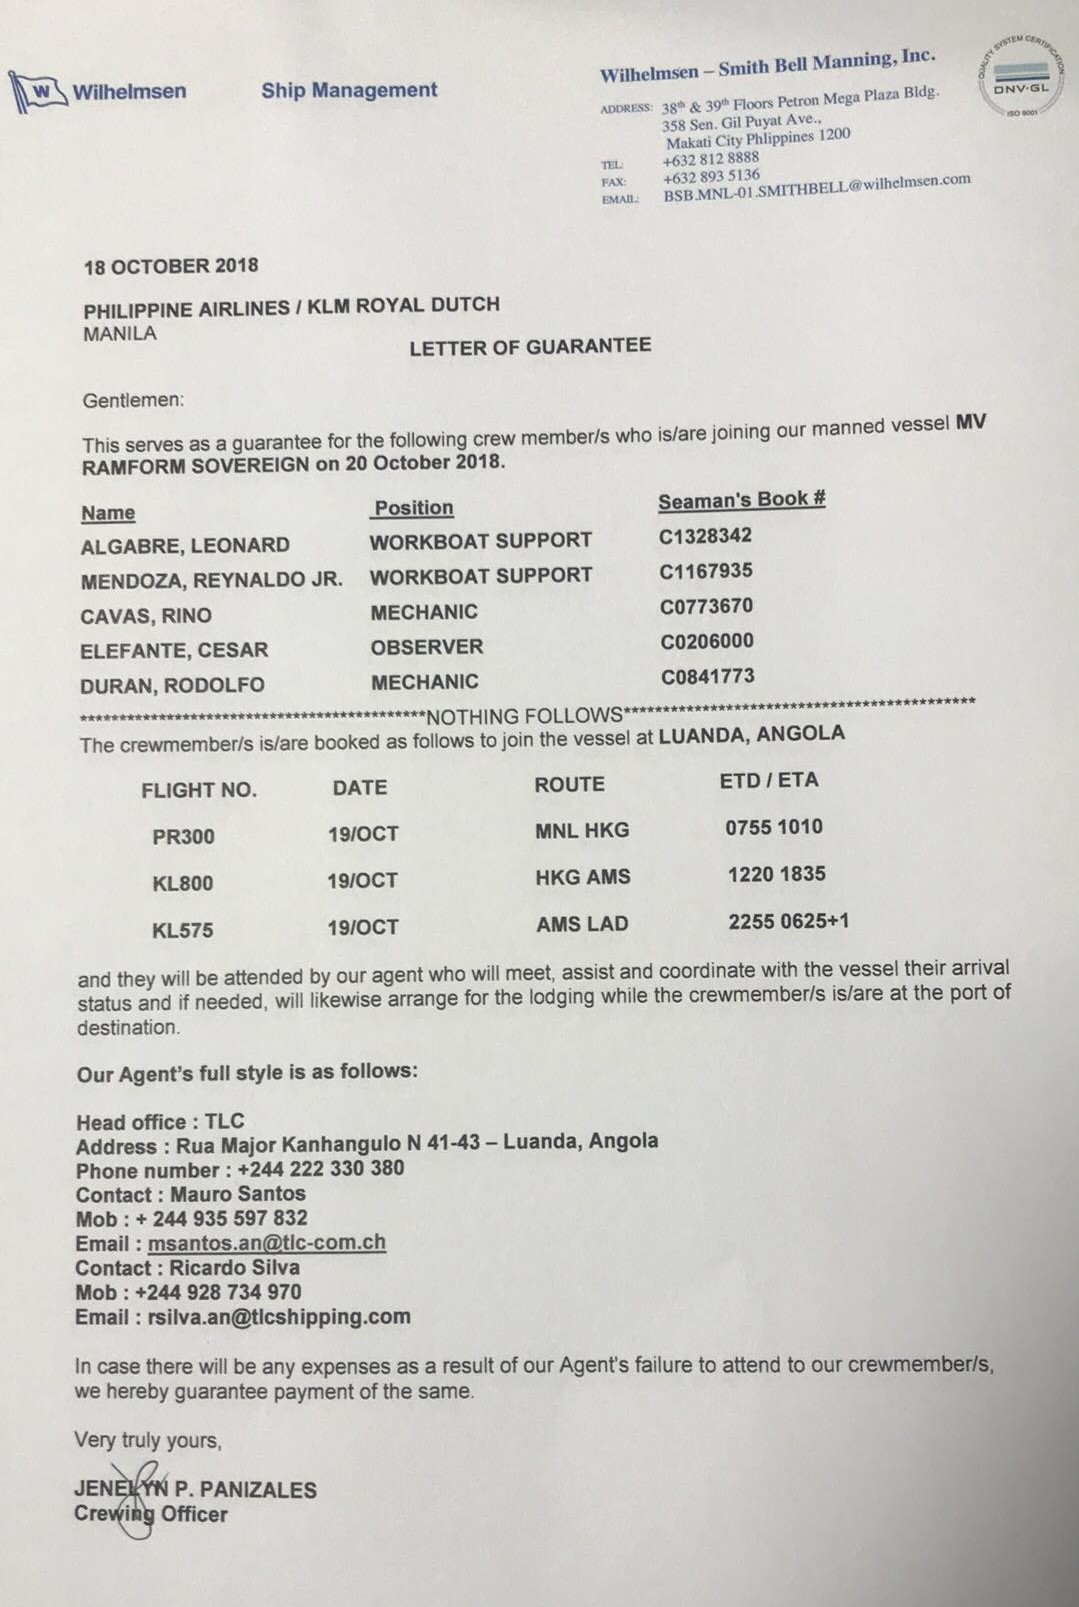 Wilhelmsen Ship Management
Wilhelmsen – Smith Bell Manning, Inc.
ADDRESS: 38th & 39th Floors Petron Mega Plaza Bldg.
358 Sen. Gil Puyat Ave.,
Makati City Phlippines 1200
TEL: +632 812 8888
FAX: +632 893 5136
EMAIL: BSB.MNL-01.SMITHBELL@wilhelmsen.com
QUALITY SYSTEM CERTIFICATION
DNV·GL
ISO 9001
18 OCTOBER 2018
PHILIPPINE AIRLINES / KLM ROYAL DUTCH
MANILA
LETTER OF GUARANTEE
Gentlemen:
This serves as a guarantee for the following crew member/s who is/are joining our manned vessel MV
RAMFORM SOVEREIGN on 20 October 2018.
Name Position Seaman's Book #
ALGABRE, LEONARD WORKBOAT SUPPORT C1328342
MENDOZA, REYNALDO JR. WORKBOAT SUPPORT C1167935
CAVAS, RINO MECHANIC C0773670
ELEFANTE, CESAR OBSERVER C0206000
DURAN, RODOLFO MECHANIC C0841773
********************************************NOTHING FOLLOWS*********************************************
The crewmember/s is/are booked as follows to join the vessel at LUANDA, ANGOLA
FLIGHT NO. DATE ROUTE ETD / ETA
PR300 19/OCT MNL HKG 0755 1010
KL800 19/OCT HKG AMS 1220 1835
KL575 19/OCT AMS LAD 2255 0625+1
and they will be attended by our agent who will meet, assist and coordinate with the vessel their arrival
status and if needed, will likewise arrange for the lodging while the crewmember/s is/are at the port of
destination.
Our Agent's full style is as follows:
Head office : TLC
Address : Rua Major Kanhangulo N 41-43 – Luanda, Angola
Phone number : +244 222 330 380
Contact : Mauro Santos
Mob : + 244 935 597 832
Email : msantos.an@tlc-com.ch
Contact : Ricardo Silva
Mob : +244 928 734 970
Email : rsilva.an@tlcshipping.com
In case there will be any expenses as a result of our Agent's failure to attend to our crewmember/s,
we hereby guarantee payment of the same.
Very truly yours,
JENELYN P. PANIZALES
Crewing Officer